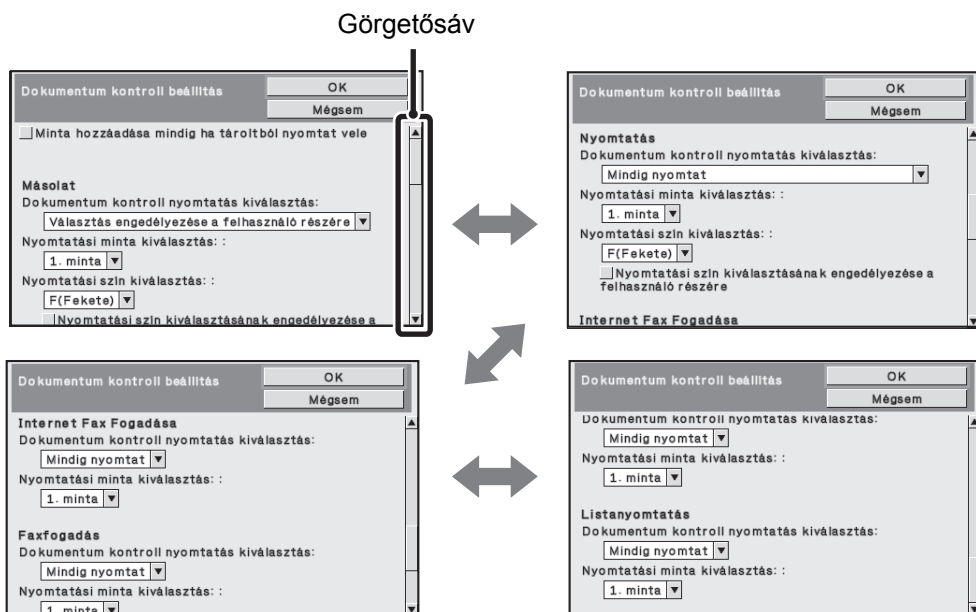 Görgetősáv
Dokumentum kontroll beállítás
OK
Mégsem
Minta hozzáadása mindig ha tároltból nyomtat vele
Másolat
Dokumentum kontroll nyomtatás kiválasztás:
Választás engedélyezése a felhasználó részére
Nyomtatási minta kiválasztás: :
1. minta
Nyomtatási szín kiválasztás: :
F(Fekete)
Nyomtatási szín kiválasztásának engedélyezése a
Dokumentum kontroll beállítás
OK
Mégsem
Nyomtatás
Dokumentum kontroll nyomtatás kiválasztás:
Mindig nyomtat
Nyomtatási minta kiválasztás: :
1. minta
Nyomtatási szín kiválasztás: :
F(Fekete)
Nyomtatási szín kiválasztásának engedélyezése a
felhasználó részére
Internet Fax Fogadása
Dokumentum kontroll beállítás
OK
Mégsem
Internet Fax Fogadása
Dokumentum kontroll nyomtatás kiválasztás:
Mindig nyomtat
Nyomtatási minta kiválasztás: :
1. minta
Faxfogadás
Dokumentum kontroll nyomtatás kiválasztás:
Mindig nyomtat
Nyomtatási minta kiválasztás: :
1. minta
Dokumentum kontroll beállítás
OK
Mégsem
Dokumentum kontroll nyomtatás kiválasztás:
Mindig nyomtat
Nyomtatási minta kiválasztás: :
1. minta
Listanyomtatás
Dokumentum kontroll nyomtatás kiválasztás:
Mindig nyomtat
Nyomtatási minta kiválasztás: :
1. minta